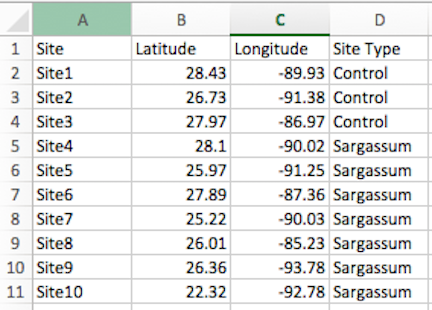 A B C D
1 Site Latitude Longitude Site Type
2 Site1 28.43 -89.93 Control
3 Site2 26.73 -91.38 Control
4 Site3 27.97 -86.97 Control
5 Site4 28.1 -90.02 Sargassum
6 Site5 25.97 -91.25 Sargassum
7 Site6 27.89 -87.36 Sargassum
8 Site7 25.22 -90.03 Sargassum
9 Site8 26.01 -85.23 Sargassum
10 Site9 26.36 -93.78 Sargassum
11 Site10 22.32 -92.78 Sargassum